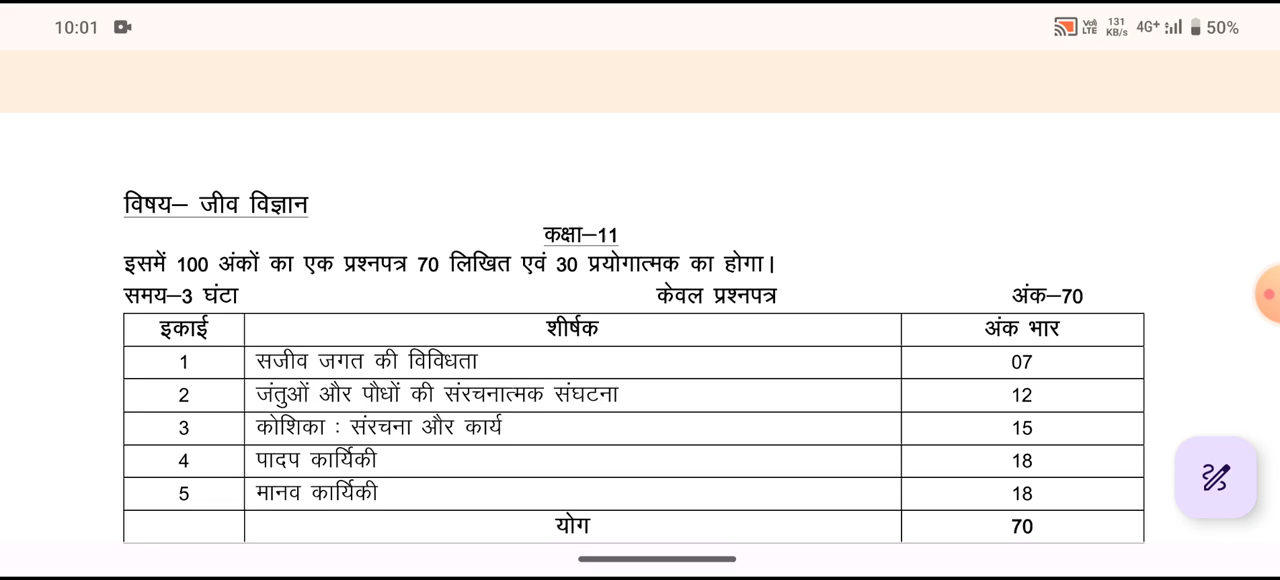 10:01 Vo) LTE 131 KB/s 4G+ 50%
विषय– जीव विज्ञान
कक्षा–11
इसमें 100 अंकों का एक प्रश्नपत्र 70 लिखित एवं 30 प्रयोगात्मक का होगा।
समय–3 घंटा केवल प्रश्नपत्र अंक–70
इकाई शीर्षक अंक भार
1 सजीव जगत की विविधता 07
2 जंतुओं और पौधों की संरचनात्मक संघटना 12
3 कोशिका : संरचना और कार्य 15
4 पादप कार्यिकी 18
5 मानव कार्यिकी 18
योग 70